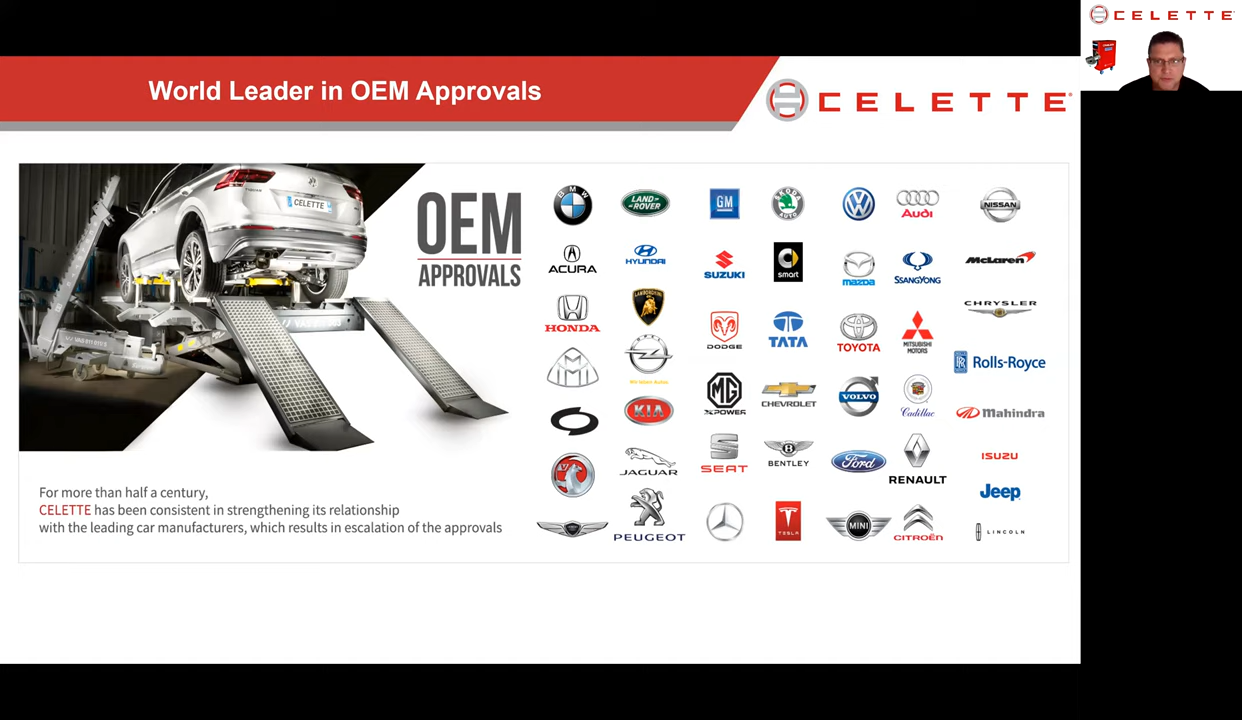 World Leader in OEM Approvals
CELETTE
CELETTE
OEM
APPROVALS
CELETTE
For more than half a century,
CELETTE has been consistent in strengthening its relationship
with the leading car manufacturers, which results in escalation of the approvals
BMW
LAND-
ROVER
GM
SKODA
AUTO
Audi
NISSAN
ACURA
HYUNDAI
SUZUKI
smart
mazda
SSANGYONG
McLaren
HONDA
LAMBORGHINI
DODGE
TATA
TOYOTA
MITSUBISHI
MOTORS
CHRYSLER
Rolls-Royce
KIA
MG
XPOWER
CHEVROLET
VOLVO
Cadillac
Mahindra
JAGUAR
SEAT
BENTLEY
Ford
RENAULT
ISUZU
Jeep
PEUGEOT
TESLA
MINI
CITROËN
LINCOLN